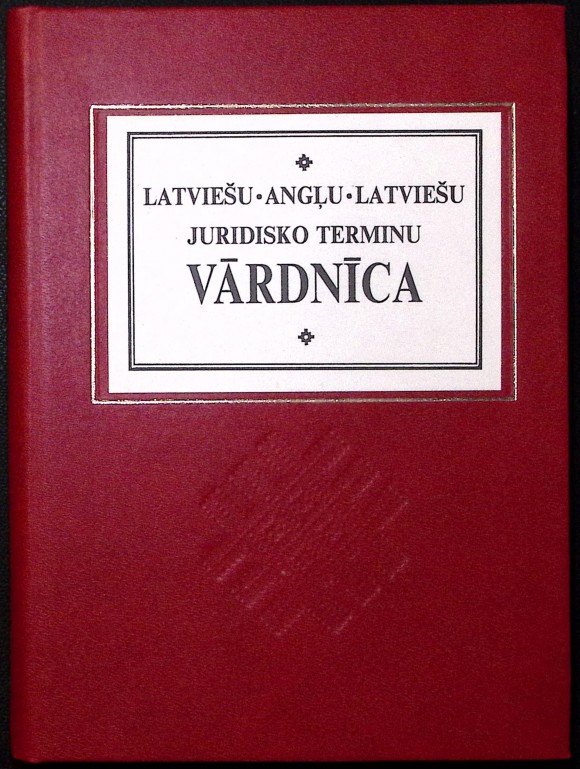 LATVIEŠU • ANGĻU • LATVIEŠU
JURIDISKO TERMINU
VĀRDNĪCA